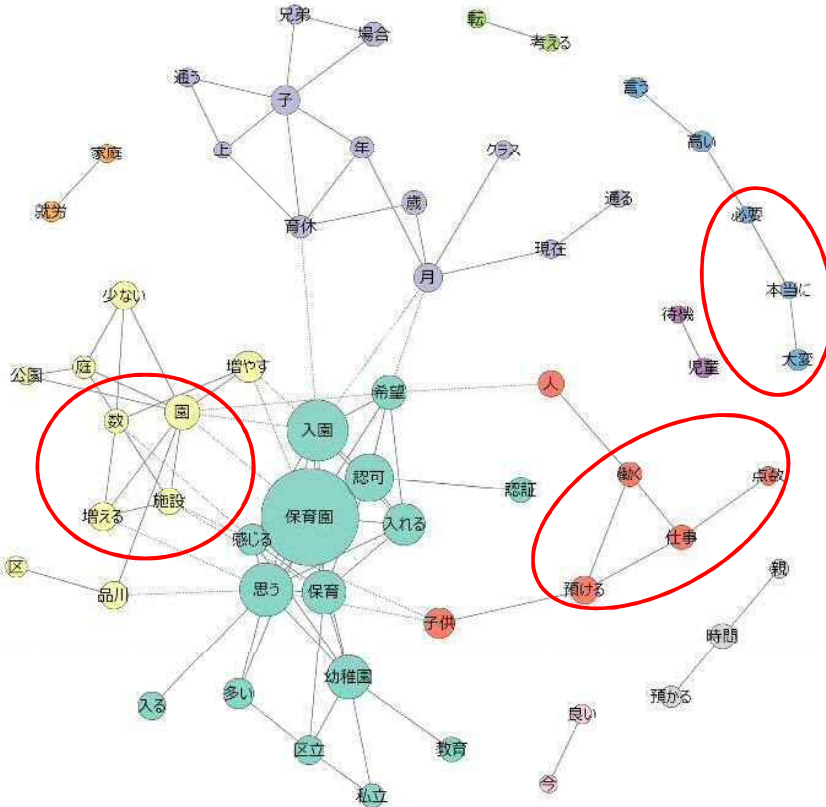 兄弟
転
場合
考える
通う
言う
子
高い
上
年
クラス
家庭
通る
歳
就労
必要
育休
現在
月
本当に
少ない
待機
大変
増やす
庭
児童
公園
希望
人
園
数
入園
働く
認可
点数
認証
施設
保育園
増える
入れる
仕事
感じる
区
親
品川
思う
保育
預ける
子供
時間
幼稚園
多い
預かる
入る
良い
区立
教育
今
私立